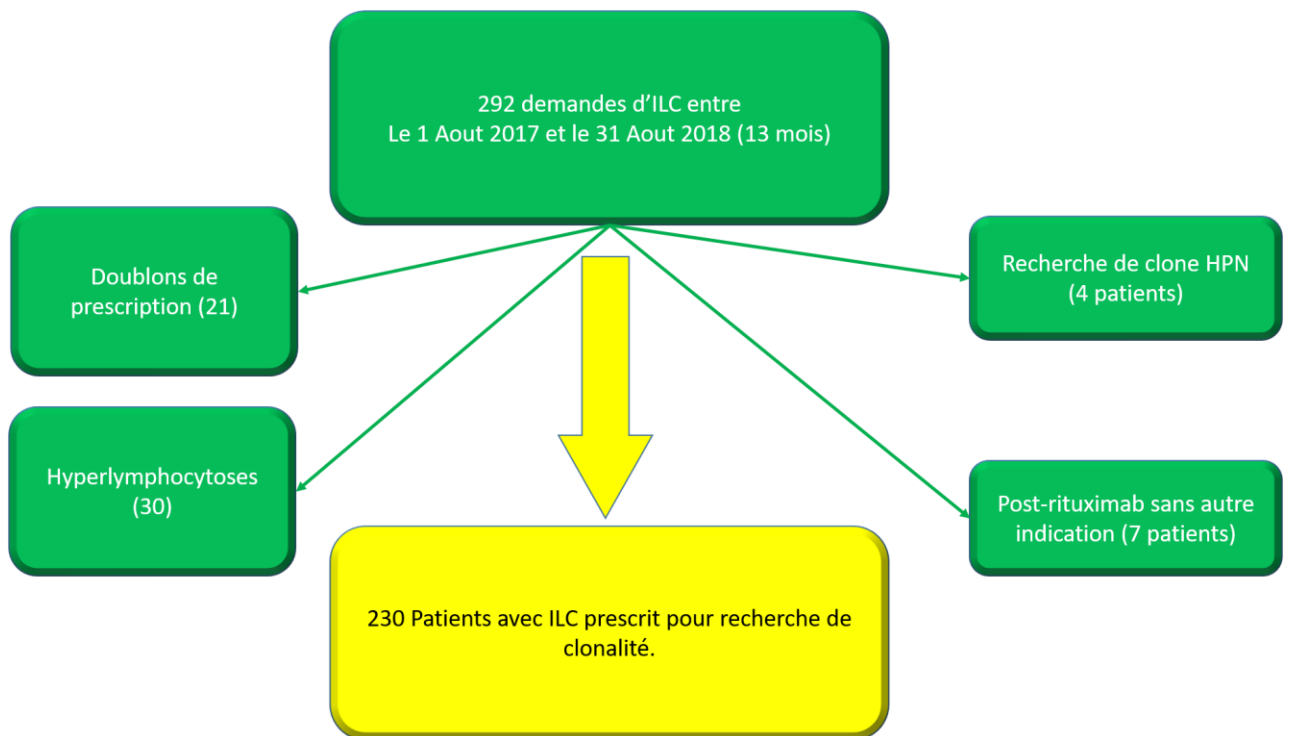 292 demandes d’ILC entre
Le 1 Aout 2017 et le 31 Aout 2018 (13 mois)
Doublons de
prescription (21)
Recherche de clone HPN
(4 patients)
Hyperlymphocytoses
(30)
Post-rituximab sans autre
indication (7 patients)
230 Patients avec ILC prescrit pour recherche de
clonalité.